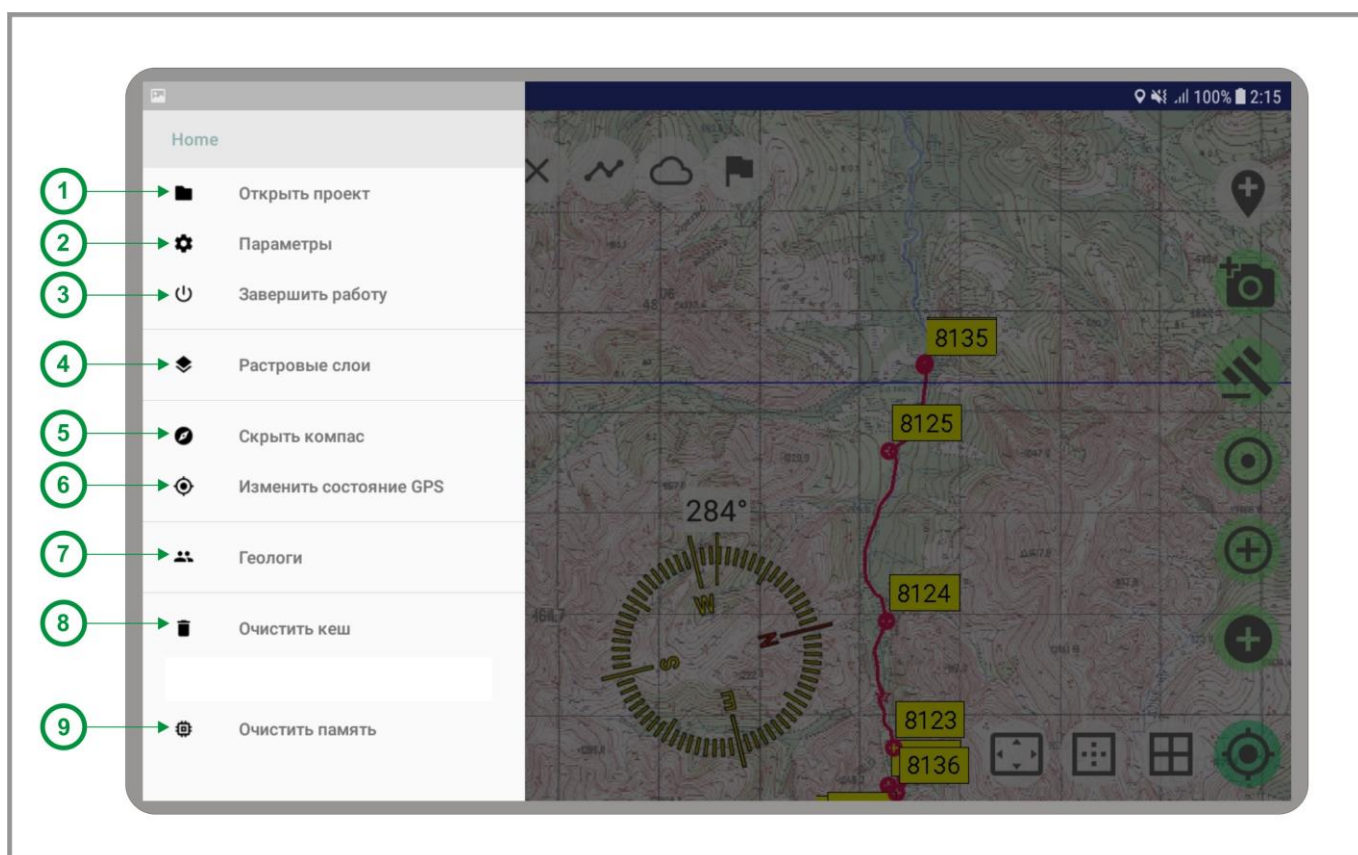 100% 2:15
Home
1 Открыть проект
2 Параметры
3 Завершить работу
4 Растровые слои
5 Скрыть компас
6 Изменить состояние GPS
7 Геологи
8 Очистить кеш
9 Очистить память
8135
8125
284°
8124
W
N
S
E
8123
8136